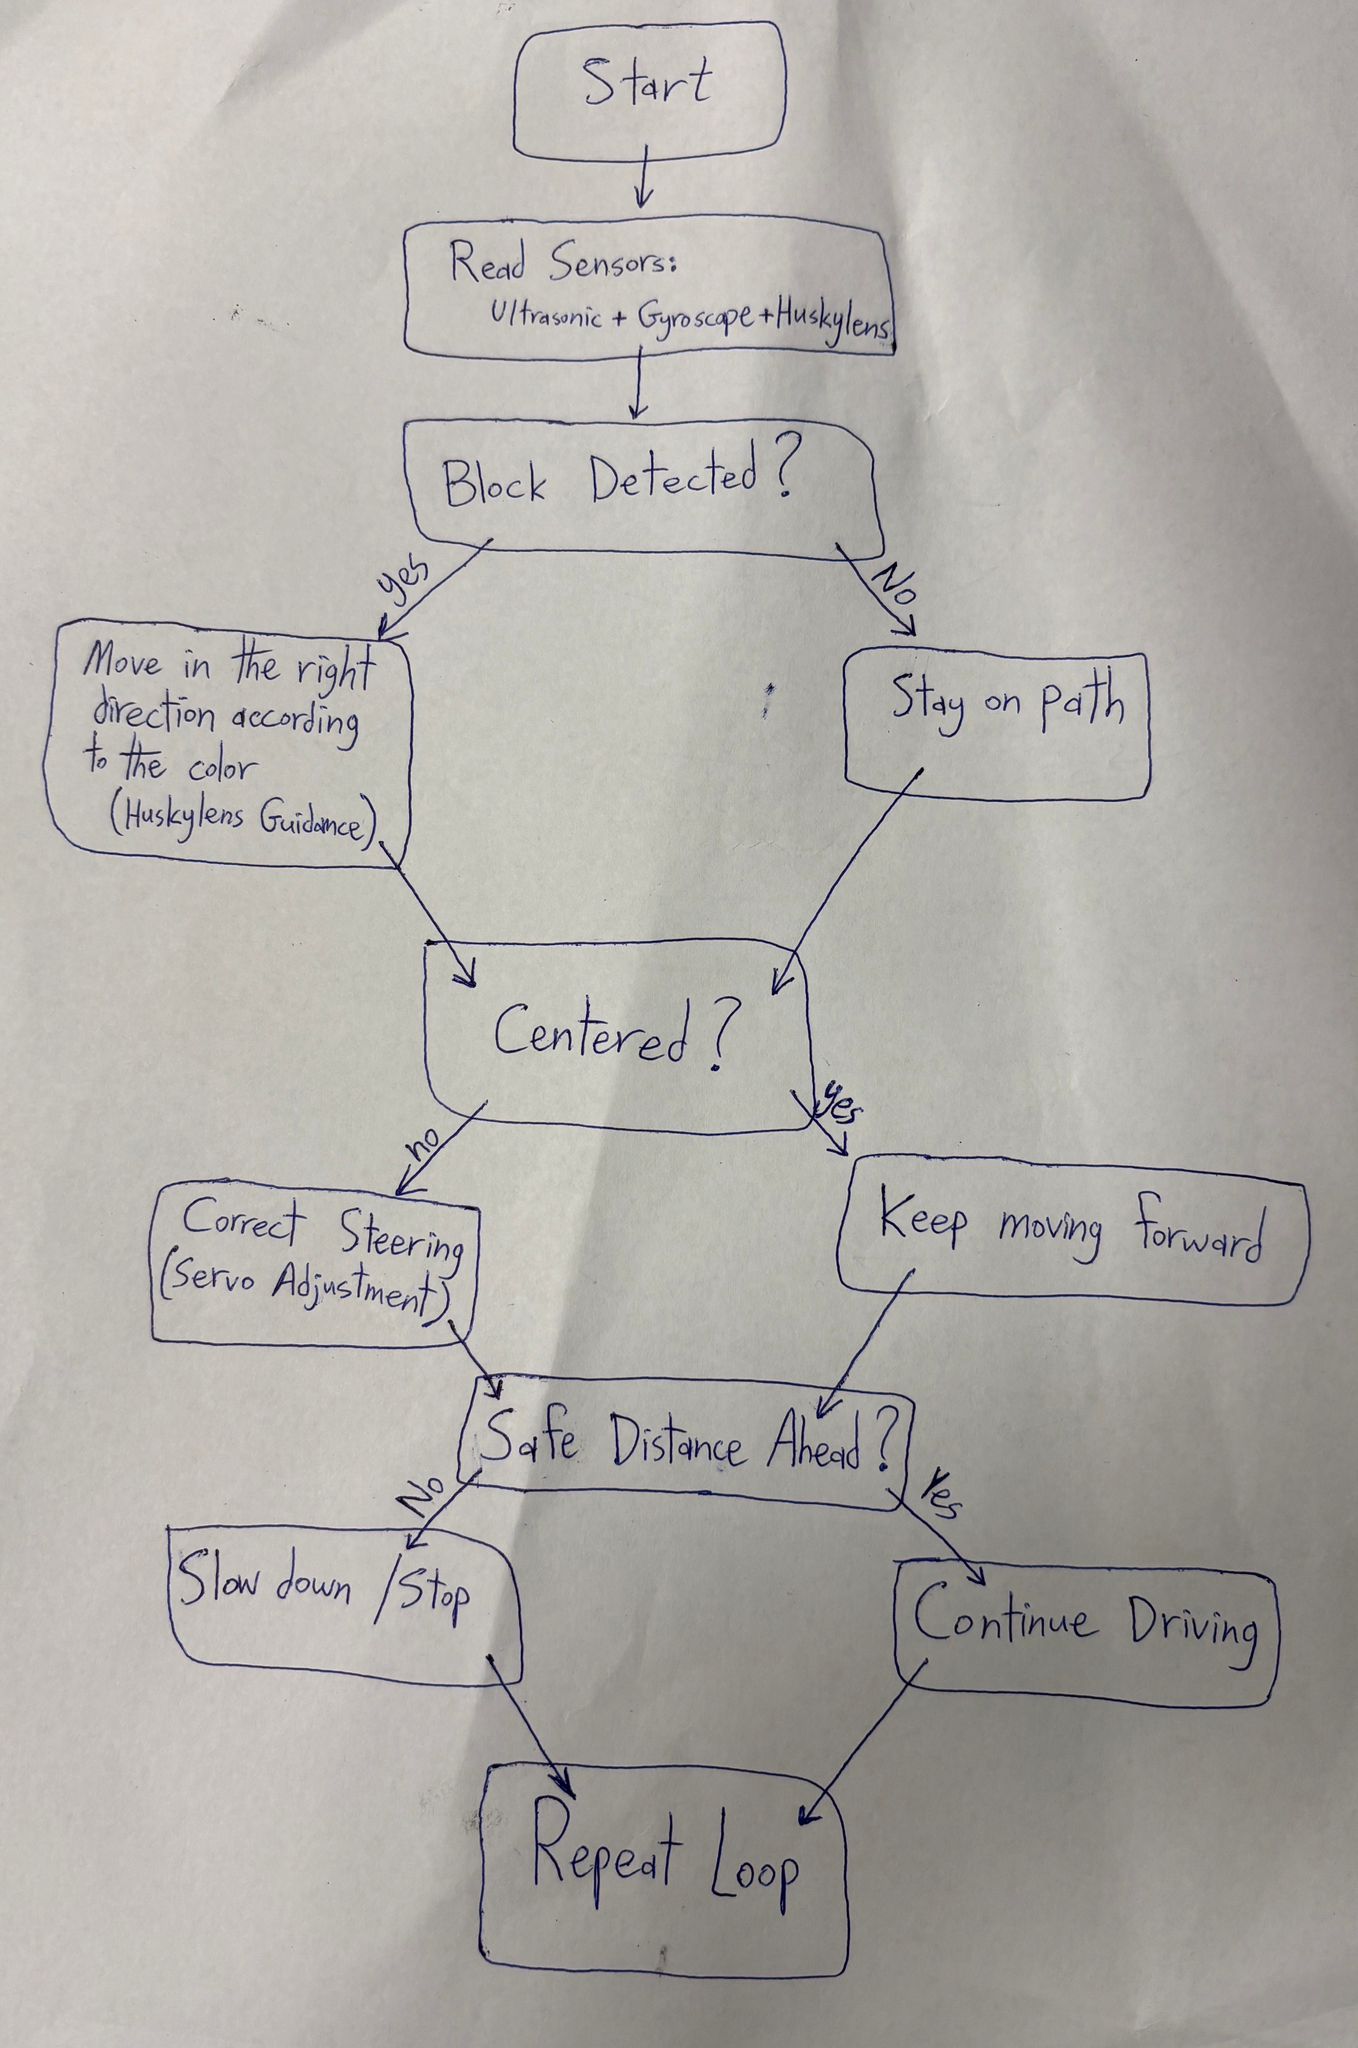 Start
Read Sensors:
Ultrasonic + Gyroscape + Huskylens
Block Detected?
yes
No
Move in the right
direction according
to the color
(Huskylens Guidance)
Stay on path
Centered?
no
yes
Correct Steering
(Servo Adjustment)
Keep moving forward
Safe Distance Ahead?
No
Yes
Slow down / Stop
Continue Driving
Repeat Loop